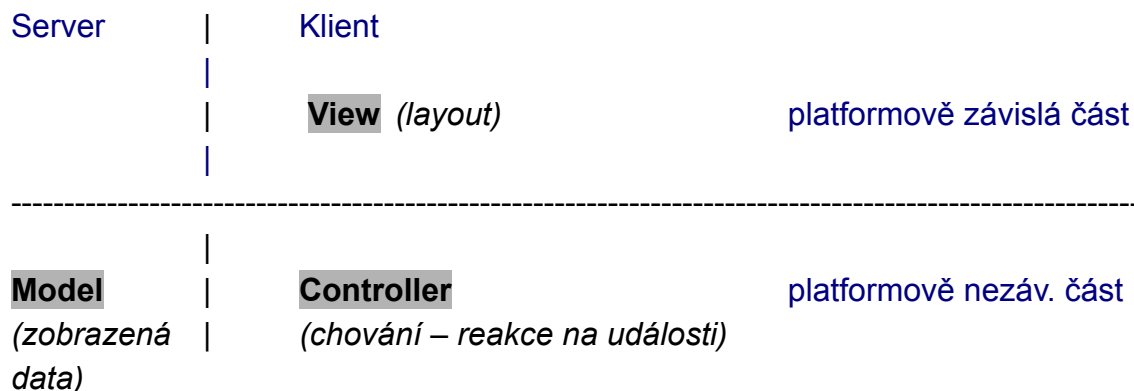 Server | Klient
|
| View (layout) platformově závislá část
|
--------------------------------------------------------------------------------------------------------
|
Model | Controller platformově nezáv. část
(zobrazená | (chování – reakce na události)
data)